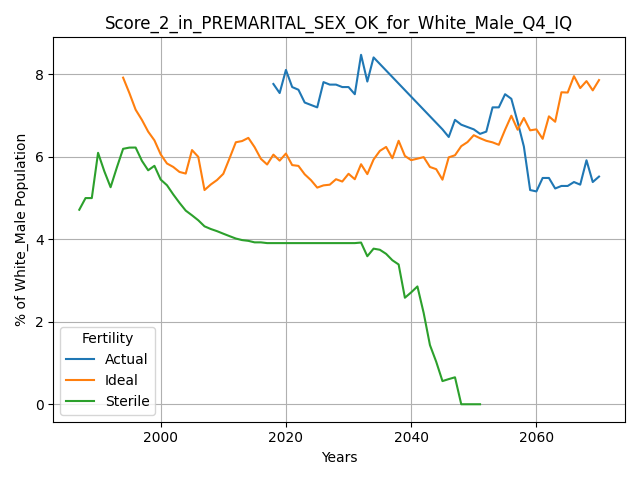 Score_2_in_PREMARITAL_SEX_OK_for_White_Male_Q4_IQ
% of White_Male Population
8
6
4
2
0
Fertility
Actual
Ideal
Sterile
2000
2020
2040
2060
Years